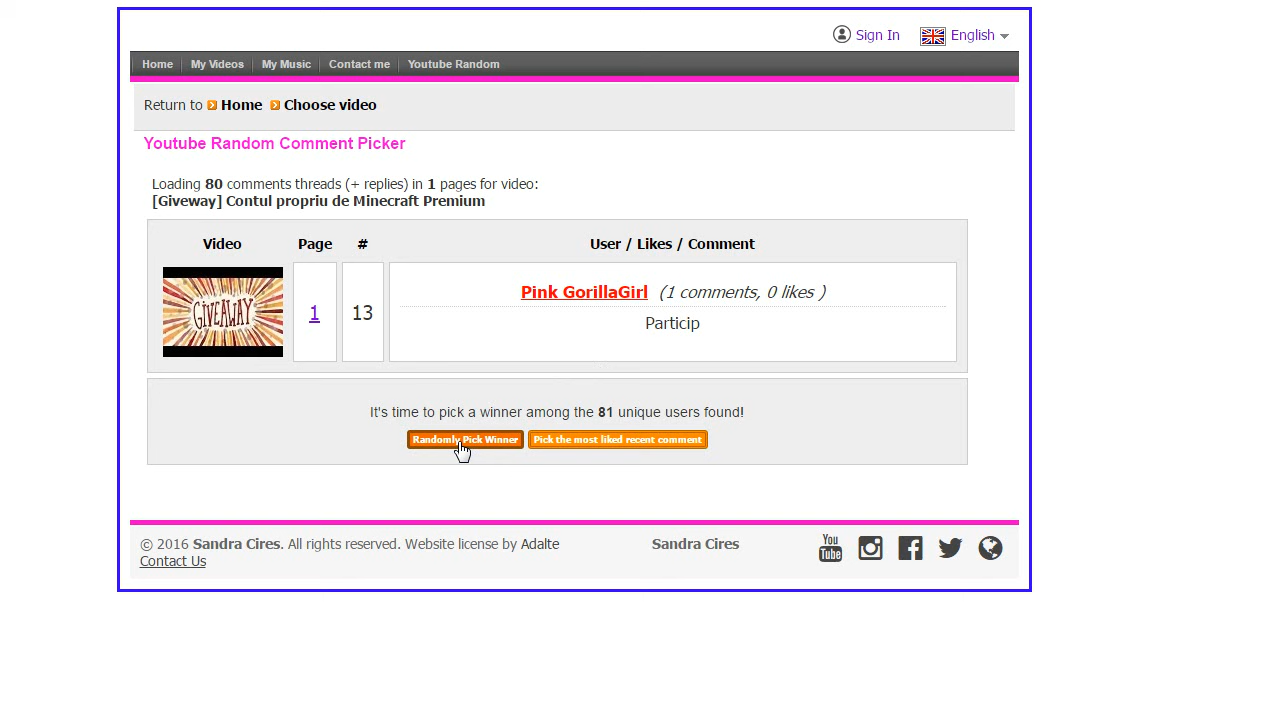 Sign In English
Home My Videos My Music Contact me Youtube Random
Return to Home Choose video
Youtube Random Comment Picker
Loading 80 comments threads (+ replies) in 1 pages for video:
[Giveway] Contul propriu de Minecraft Premium
Video Page # User / Likes / Comment
GIVEAWAY 1 13 Pink GorillaGirl (1 comments, 0 likes )
Particip
It's time to pick a winner among the 81 unique users found!
Randomly Pick Winner Pick the most liked recent comment
© 2016 Sandra Cires. All rights reserved. Website license by Adalte Sandra Cires You Tube
Contact Us